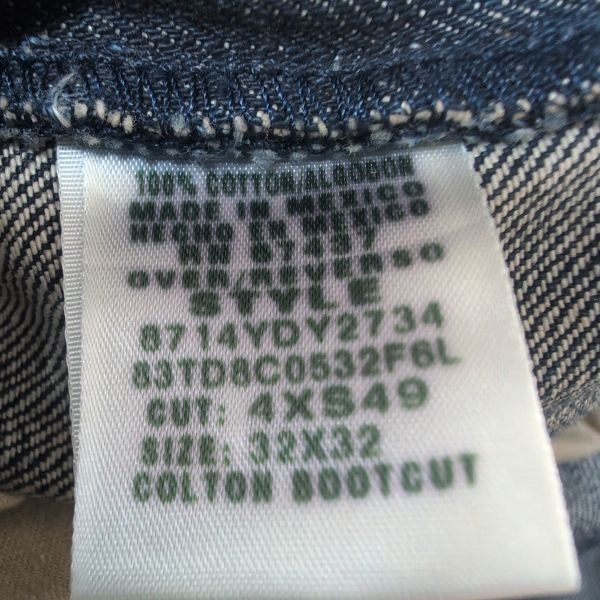 100% COTTON/ALGODON
MADE IN MEXICO
HECHO EN MEXICO
RN 67437
OVER/REVERSO
STYLE
8714YDY2734
83TD8C0532F6L
CUT: 4XS49
SIZE: 32X32
COLTON BOOTCUT